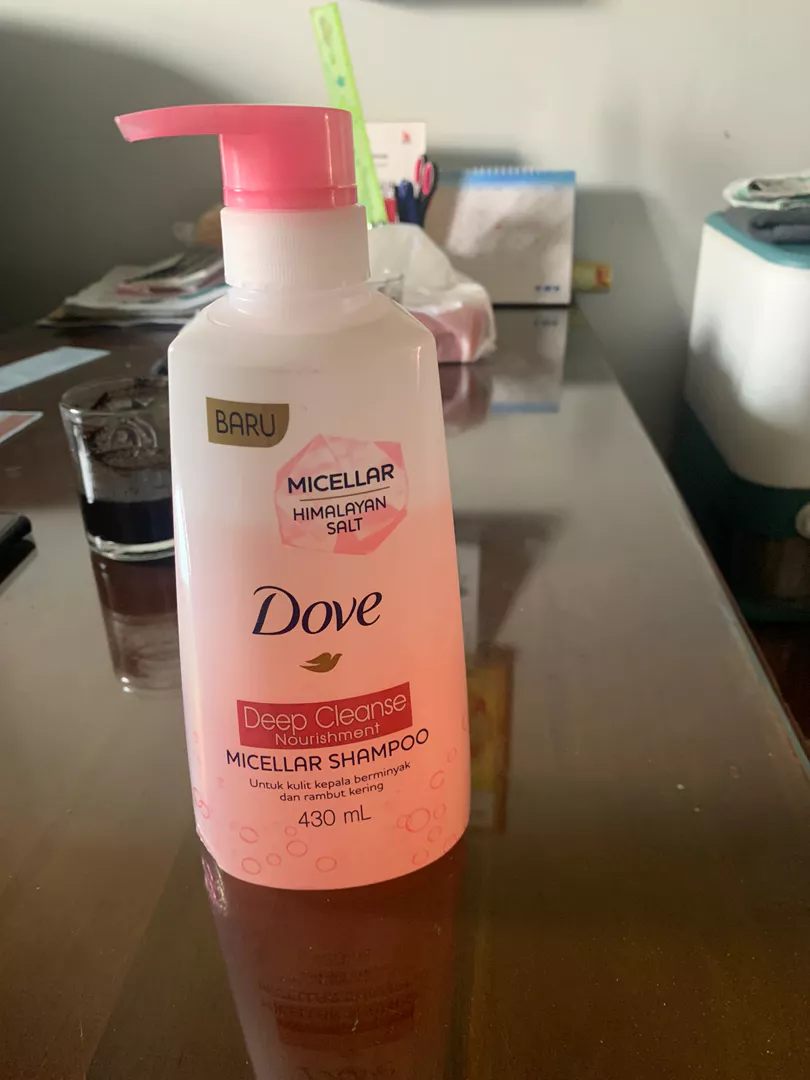 BARU
MICELLAR
HIMALAYAN
SALT
Dove
Deep Cleanse
Nourishment
MICELLAR SHAMPOO
Untuk kulit kepala berminyak
dan rambut kering
430 mL